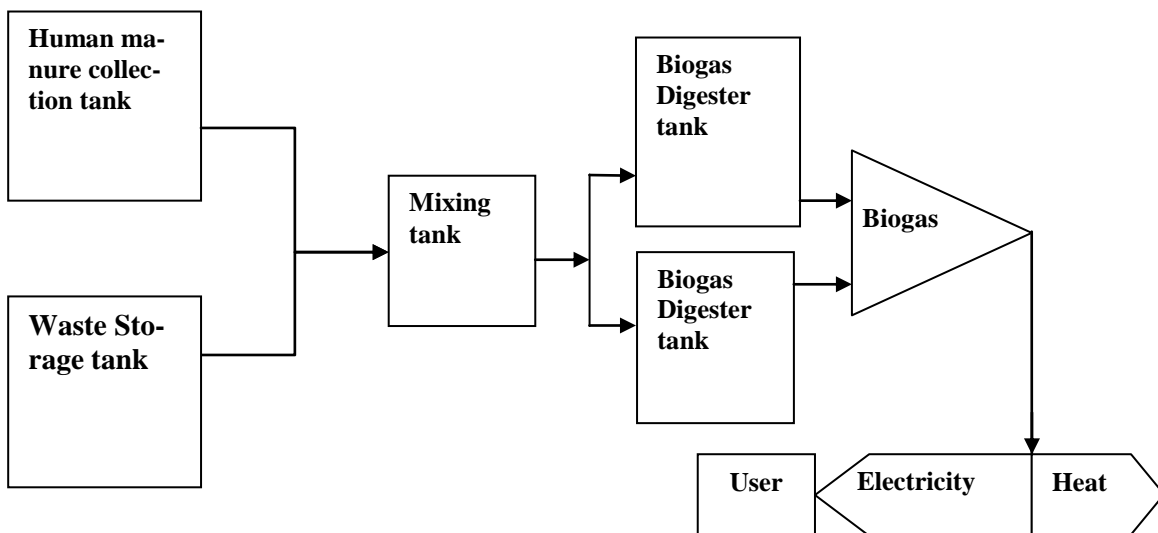 Human ma-
nure collec-
tion tank
Waste Sto-
rage tank
Mixing
tank
Biogas
Digester
tank
Biogas
Digester
tank
Biogas
User
Electricity
Heat